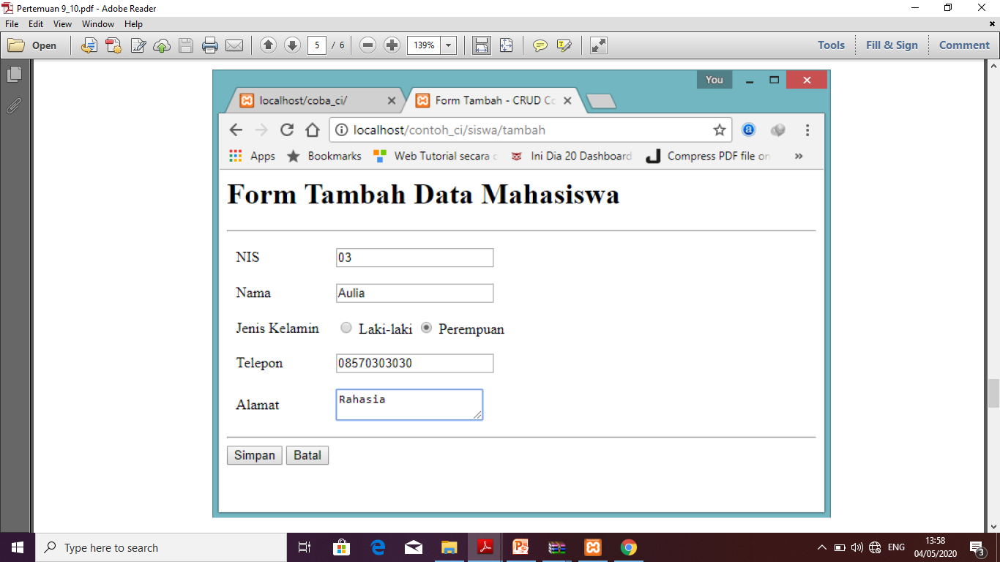 Pertemuan 9_10.pdf - Adobe Reader
File Edit View Window Help
Open 5 / 6 139% Tools Fill & Sign Comment
You
localhost/coba_ci/ Form Tambah - CRUD Co
localhost/contoh_ci/siswa/tambah
Apps Bookmarks Web Tutorial secara Ini Dia 20 Dashboard Compress PDF file on »
Form Tambah Data Mahasiswa
NIS 03
Nama Aulia
Jenis Kelamin Laki-laki Perempuan
Telepon 08570303030
Alamat Rahasia
Simpan Batal
Type here to search ENG 13:58
04/05/2020 3